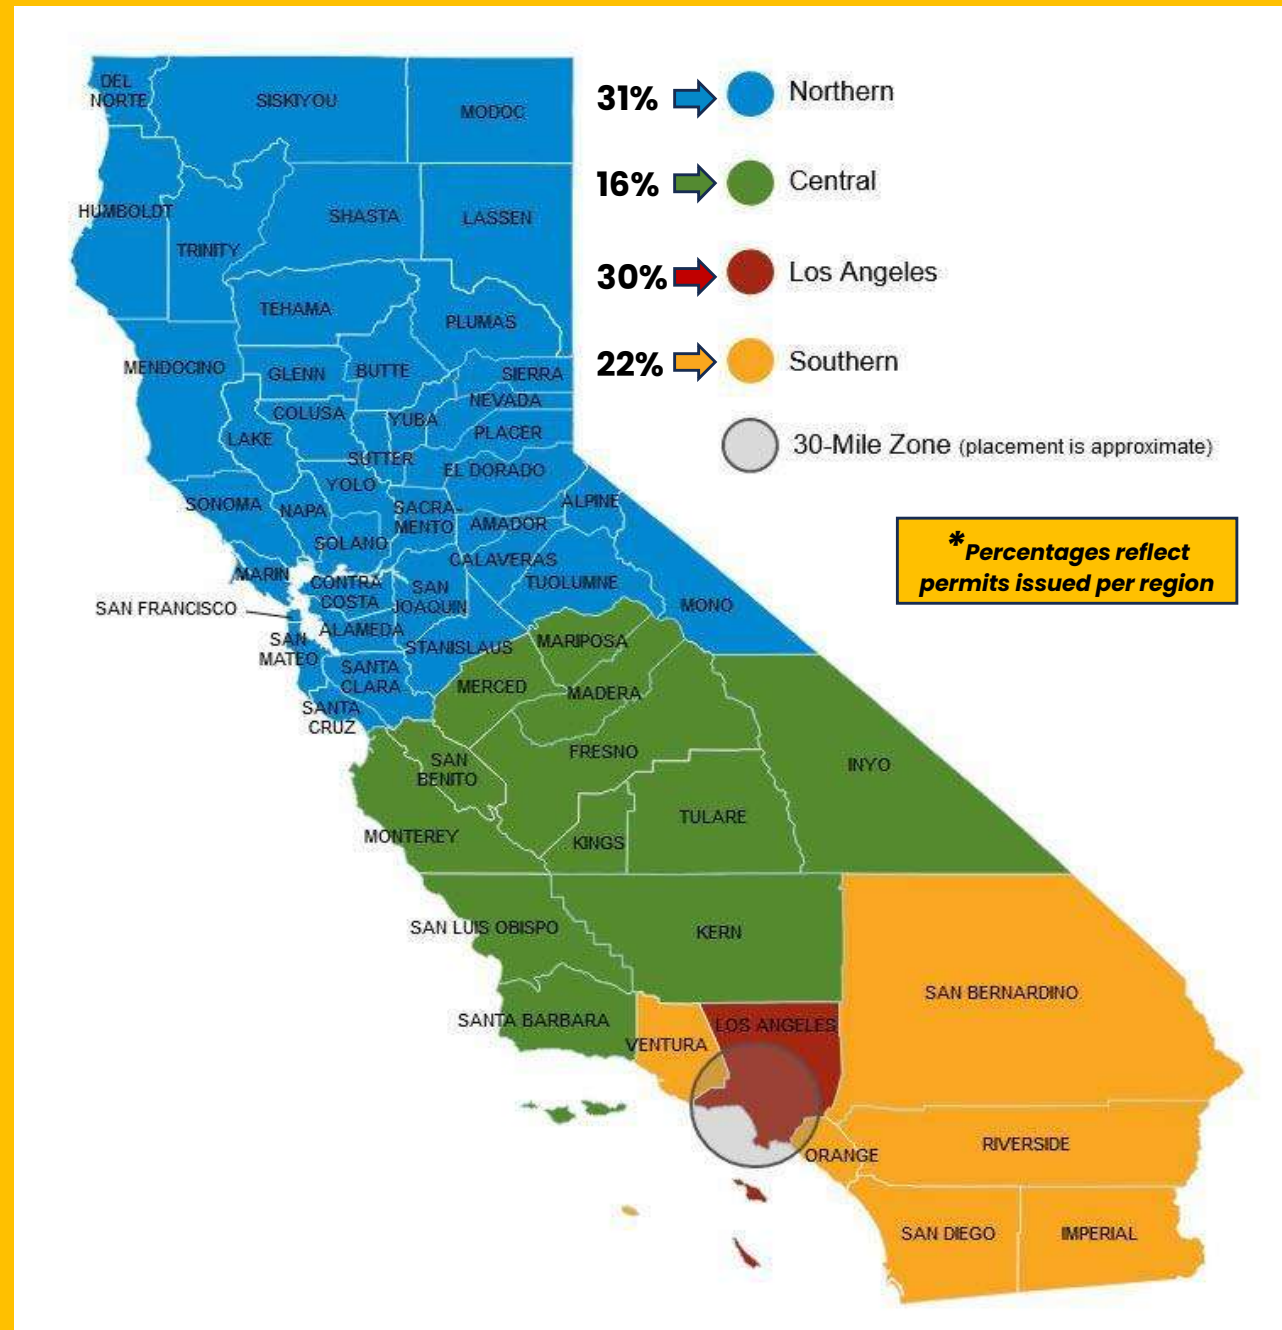 31%
Northern
16%
Central
30%
Los Angeles
22%
Southern
30-Mile Zone (placement is approximate)
*Percentages reflect
permits issued per region
DEL
NORTE
SISKIYOU
MODOC
HUMBOLDT
TRINITY
SHASTA
LASSEN
TEHAMA
PLUMAS
MENDOCINO
GLENN
BUTTE
SIERRA
NEVADA
COLUSA
YUBA
PLACER
LAKE
SUTTER
EL DORADO
YOLO
SONOMA
NAPA
SACRA-
MENTO
ALPINE
AMADOR
SOLANO
CALAVERAS
MARIN
CONTRA
COSTA
SAN
JOAQUIN
TUOLUMNE
MONO
SAN FRANCISCO
ALAMEDA
SAN
MATEO
STANISLAUS
MARIPOSA
SANTA
CLARA
MERCED
MADERA
SANTA
CRUZ
FRESNO
SAN
BENITO
INYO
MONTEREY
KINGS
TULARE
SAN LUIS OBISPO
KERN
SAN BERNARDINO
SANTA BARBARA
VENTURA
LOS ANGELES
ORANGE
RIVERSIDE
SAN DIEGO
IMPERIAL